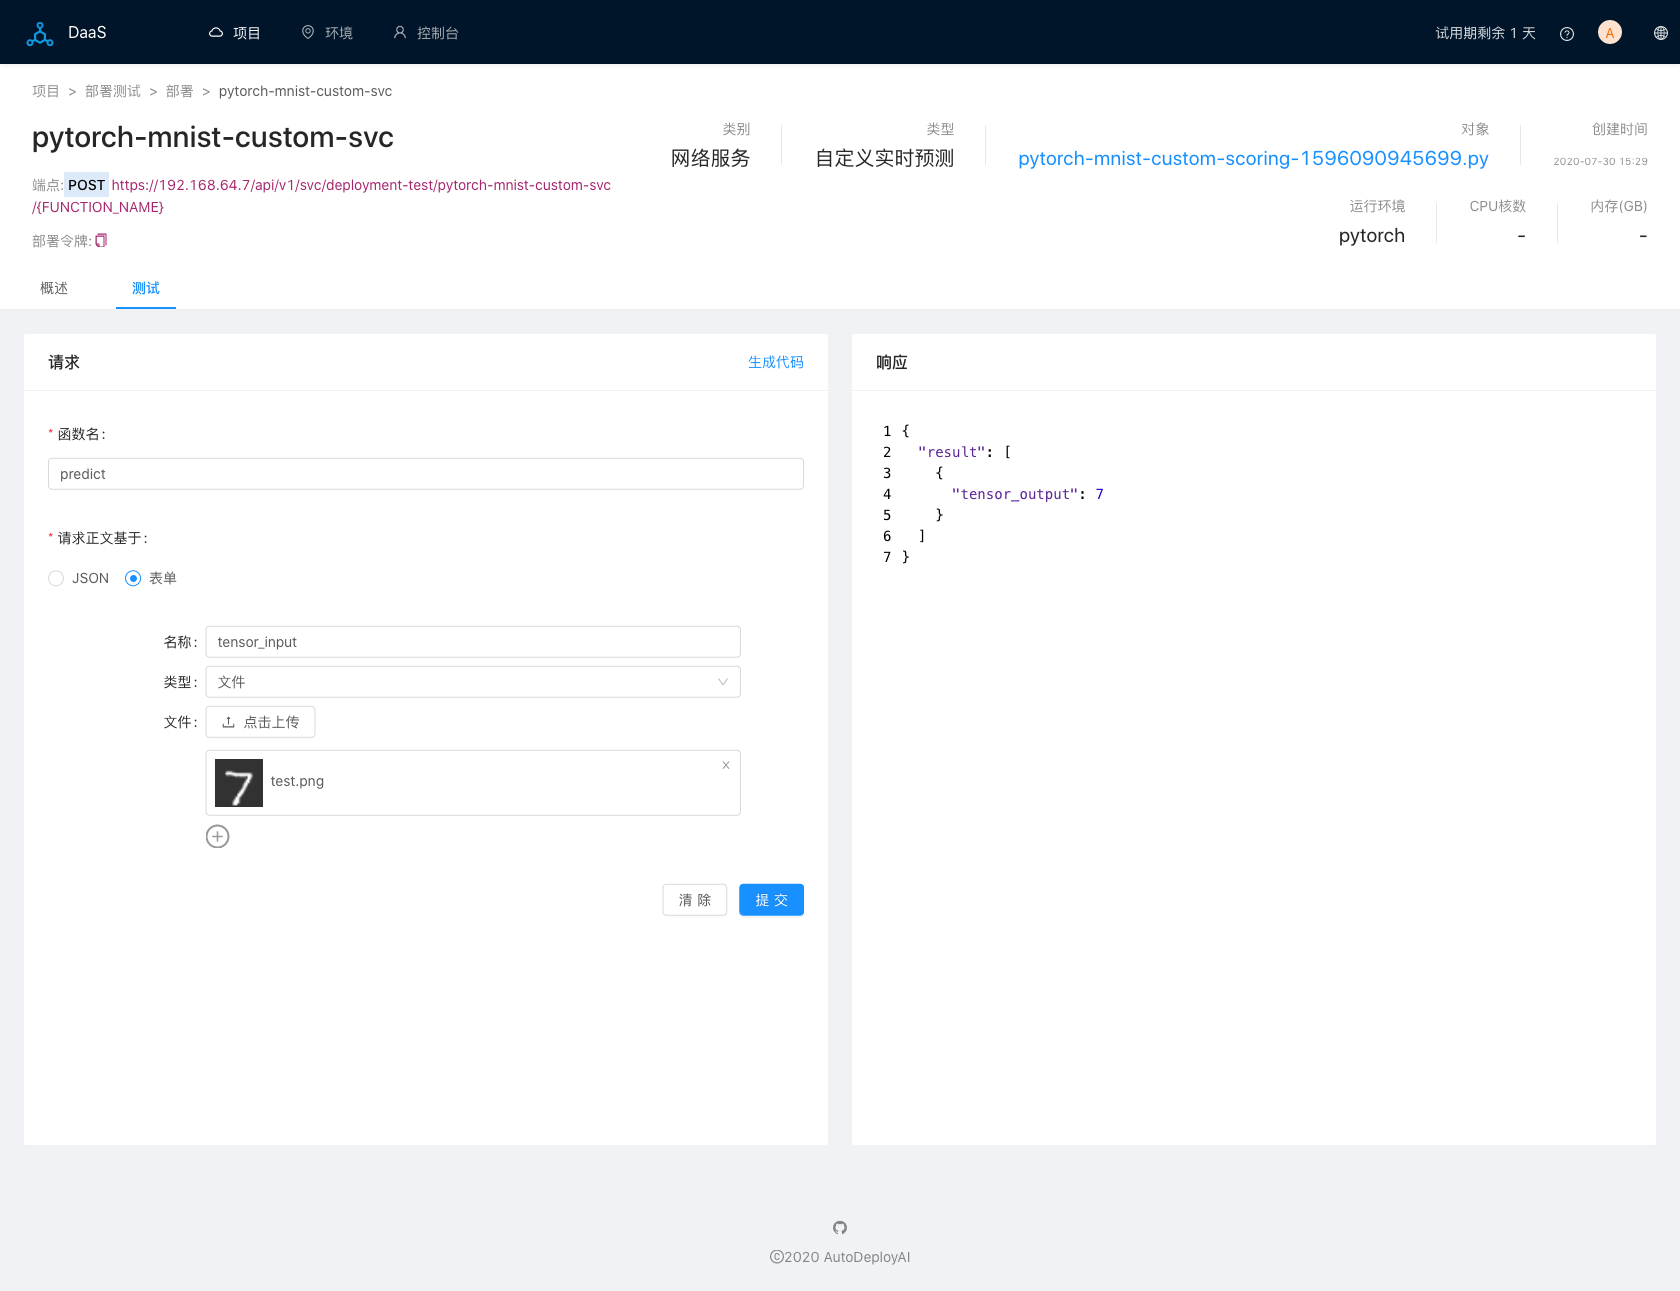 DaaS
项目
环境
控制台
试用期剩余 1 天
A
项目 > 部署测试 > 部署 > pytorch-mnist-custom-svc
pytorch-mnist-custom-svc
端点: POST https://192.168.64.7/api/v1/svc/deployment-test/pytorch-mnist-custom-svc
/{FUNCTION_NAME}
部署令牌:
类别
网络服务
类型
自定义实时预测
对象
pytorch-mnist-custom-scoring-1596090945699.py
创建时间
2020-07-30 15:29
运行环境
pytorch
CPU核数
-
内存(GB)
-
概述
测试
请求
生成代码
* 函数名:
predict
* 请求正文基于:
JSON
表单
名称:
tensor_input
类型:
文件
文件:
点击上传
7
test.png
清 除
提 交
响应
1 {
2 "result": [
3 {
4 "tensor_output": 7
5 }
6 ]
7 }
©2020 AutoDeployAI